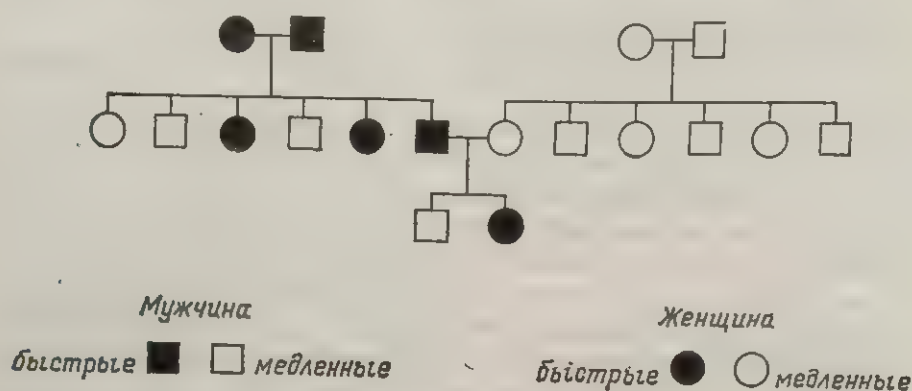 Мужчина
быстрые медленные
Женщина
быстрые медленные